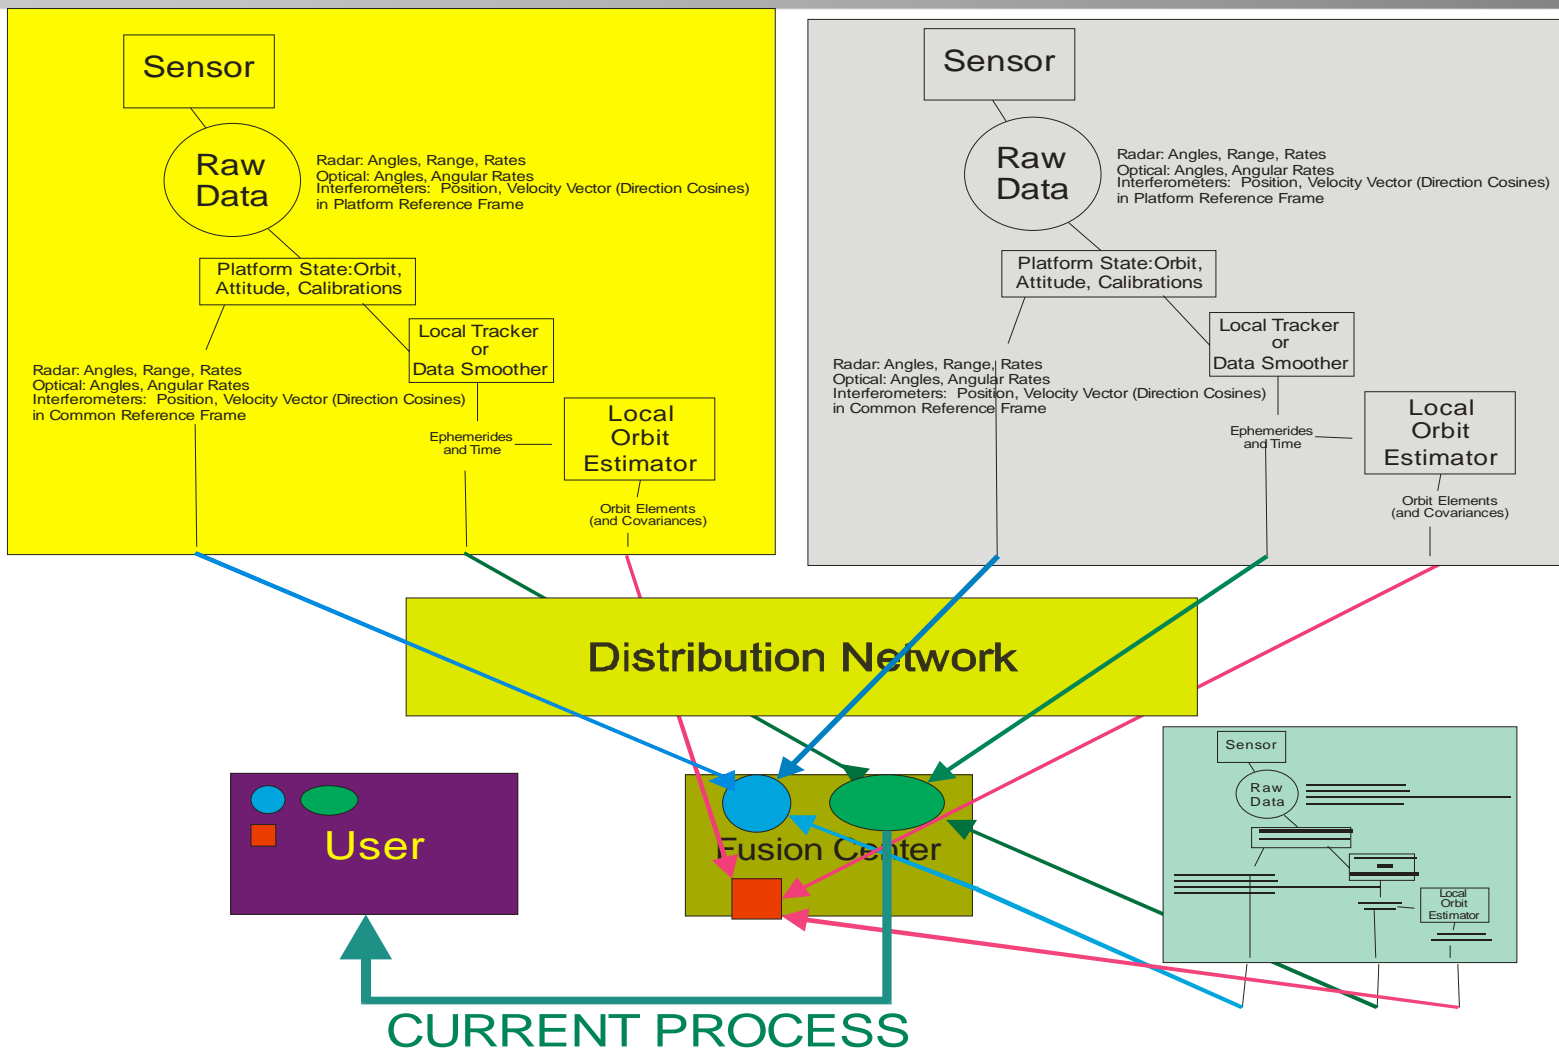 Sensor
Raw
Data
Radar: Angles, Range, Rates
Optical: Angles, Angular Rates
Interferometers:  Position, Velocity Vector (Direction Cosines)
in Platform Reference Frame
Platform State:Orbit,
Attitude, Calibrations
Local Tracker
or
Data Smoother
Radar: Angles, Range, Rates
Optical: Angles, Angular Rates
Interferometers:  Position, Velocity Vector (Direction Cosines)
in Common Reference Frame
Ephemerides
and Time
Local
Orbit
Estimator
Orbit Elements
(and Covariances)
Sensor
Raw
Data
Radar: Angles, Range, Rates
Optical: Angles, Angular Rates
Interferometers:  Position, Velocity Vector (Direction Cosines)
in Platform Reference Frame
Platform State:Orbit,
Attitude, Calibrations
Local Tracker
or
Data Smoother
Radar: Angles, Range, Rates
Optical: Angles, Angular Rates
Interferometers:  Position, Velocity Vector (Direction Cosines)
in Common Reference Frame
Ephemerides
and Time
Local
Orbit
Estimator
Orbit Elements
(and Covariances)
Distribution Network
Sensor
Raw
Data
Local
Orbit
Estimator
User
Fusion Center
CURRENT PROCESS